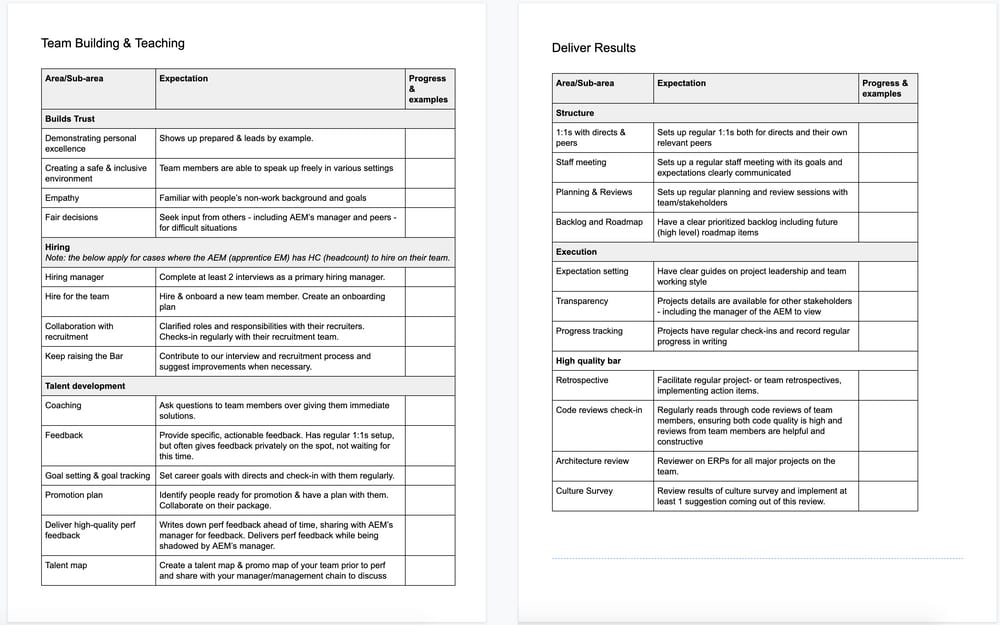 Team Building & Teaching
Area/Sub-area
Expectation
Progress
&
examples
Builds Trust
Demonstrating personal
excellence
Shows up prepared & leads by example.
Creating a safe & inclusive
environment
Team members are able to speak up freely in various settings
Empathy
Familiar with people's non-work background and goals
Fair decisions
Seek input from others - including AEM's manager and peers -
for difficult situations
Hiring
Note: the below apply for cases where the AEM (apprentice EM) has HC (headcount) to hire on their team.
Hiring manager
Complete at least 2 interviews as a primary hiring manager.
Hire for the team
Hire & onboard a new team member. Create an onboarding
plan
Collaboration with
recruitment
Clarified roles and responsibilities with their recruiters.
Checks-in regularly with their recruitment team.
Keep raising the Bar
Contribute to our interview and recruitment process and
suggest improvements when necessary.
Talent development
Coaching
Ask questions to team members over giving them immediate
solutions.
Feedback
Provide specific, actionable feedback. Has regular 1:1s setup,
but often gives feedback privately on the spot, not waiting for
this time.
Goal setting & goal tracking
Set career goals with directs and check-in with them regularly.
Promotion plan
Identify people ready for promotion & have a plan with them.
Collaborate on their package.
Deliver high-quality perf
feedback
Writes down perf feedback ahead of time, sharing with AEM's
manager for feedback. Delivers perf feedback while being
shadowed by AEM's manager.
Talent map
Create a talent map & promo map of your team prior to perf
and share with your manager/management chain to discuss
Deliver Results
Area/Sub-area
Expectation
Progress &
examples
Structure
1:1s with directs &
peers
Sets up regular 1:1s both for directs and their own
relevant peers
Staff meeting
Sets up a regular staff meeting with its goals and
expectations clearly communicated
Planning & Reviews
Sets up regular planning and review sessions with
team/stakeholders
Backlog and Roadmap
Have a clear prioritized backlog including future
(high level) roadmap items
Execution
Expectation setting
Have clear guides on project leadership and team
working style
Transparency
Projects details are available for other stakeholders
- including the manager of the AEM to view
Progress tracking
Projects have regular check-ins and record regular
progress in writing
High quality bar
Retrospective
Facilitate regular project- or team retrospectives,
implementing action items.
Code reviews check-in
Regularly reads through code reviews of team
members, ensuring both code quality is high and
reviews from team members are helpful and
constructive
Architecture review
Reviewer on ERPs for all major projects on the
team.
Culture Survey
Review results of culture survey and implement at
least 1 suggestion coming out of this review.